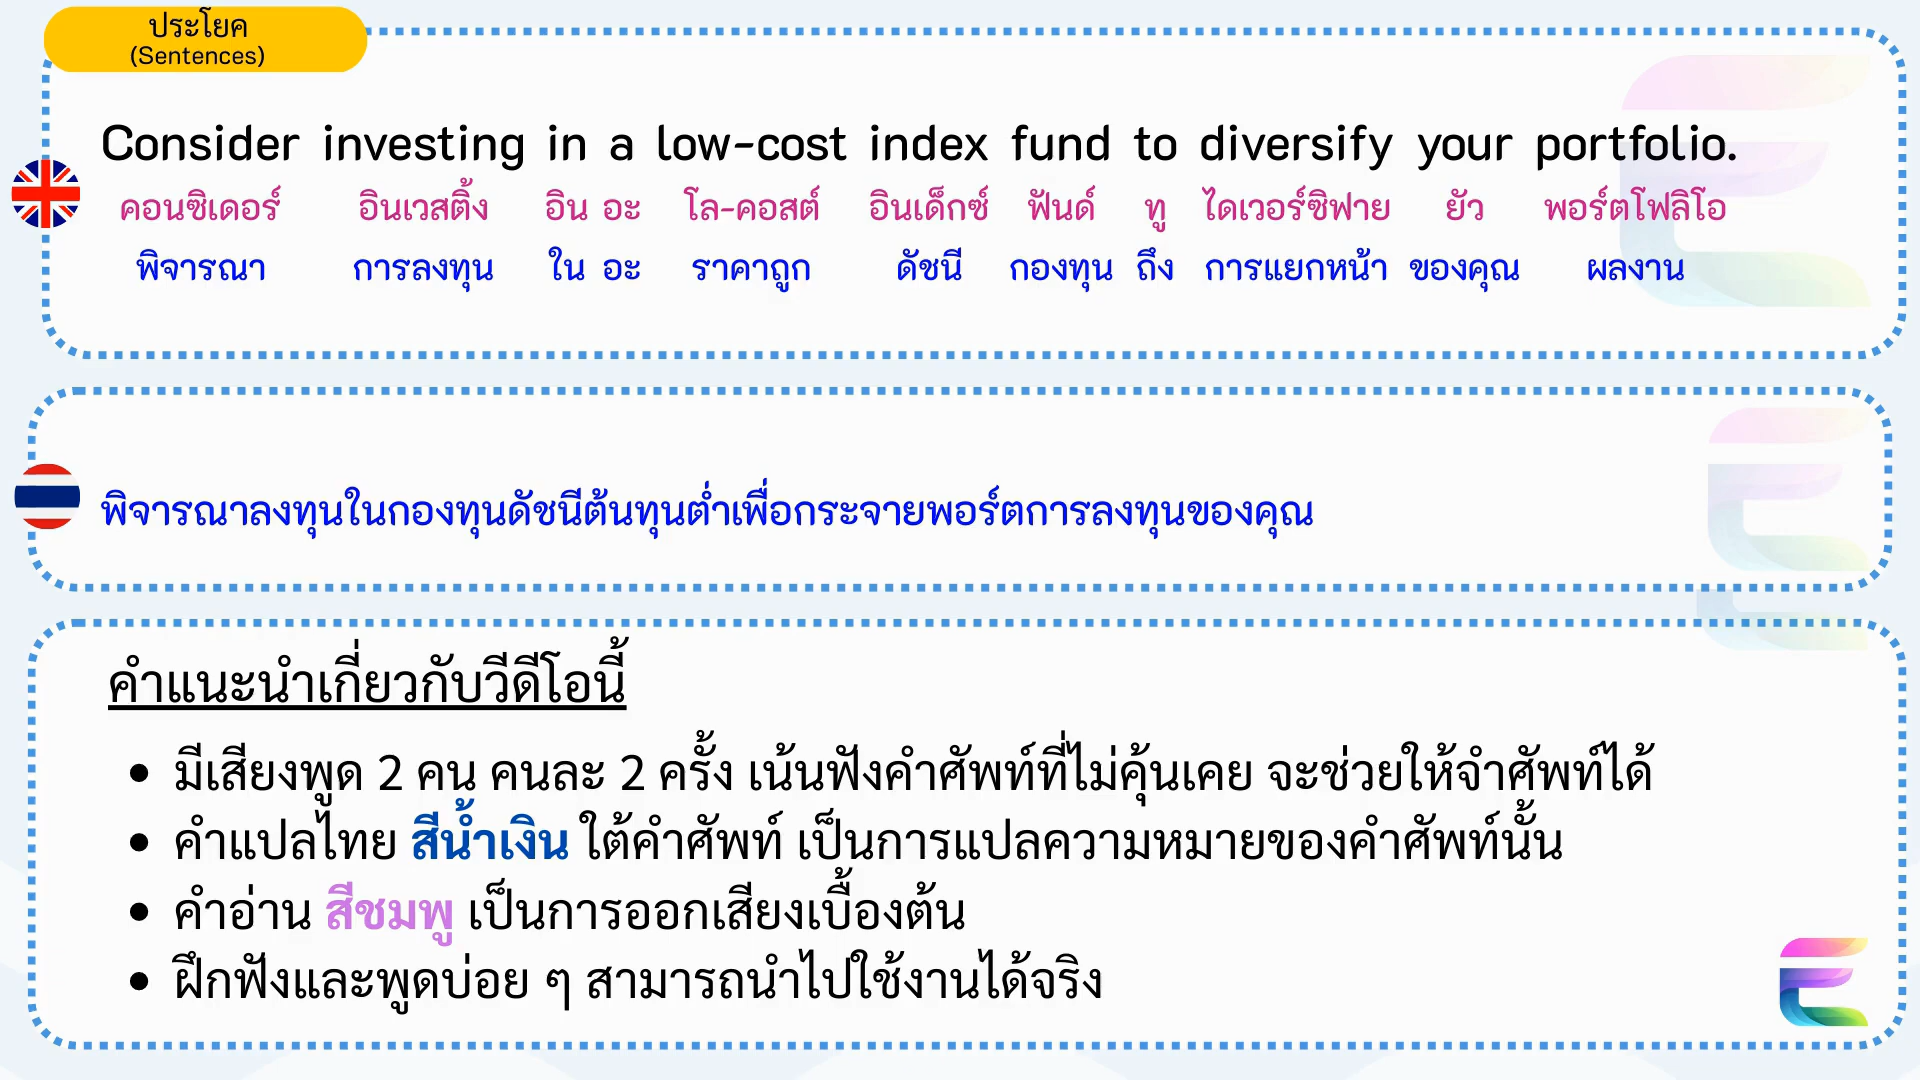 ประโยค
(Sentences)
Consider investing in a low-cost index fund to diversify your portfolio.
คอนซิเดอร์ อินเวสติ้ง อิน อะ โล-คอสต์ อินเด็กซ์ ฟันด์ ทู ไดเวอร์ซิฟาย ยัว พอร์ตโฟลิโอ
พิจารณา การลงทุน ใน อะ ราคาถูก ดัชนี กองทุน ถึง การแยกหน้า ของคุณ ผลงาน
พิจารณาลงทุนในกองทุนดัชนีต้นทุนต่ำเพื่อกระจายพอร์ตการลงทุนของคุณ
คำแนะนำเกี่ยวกับวีดีโอนี้
• มีเสียงพูด 2 คน คนละ 2 ครั้ง เน้นฟังคำศัพท์ที่ไม่คุ้นเคย จะช่วยให้จำศัพท์ได้
• คำแปลไทย สีน้ำเงิน ใต้คำศัพท์ เป็นการแปลความหมายของคำศัพท์นั้น
• คำอ่าน สีชมพู เป็นการออกเสียงเบื้องต้น
• ฝึกฟังและพูดบ่อย ๆ สามารถนำไปใช้งานได้จริง